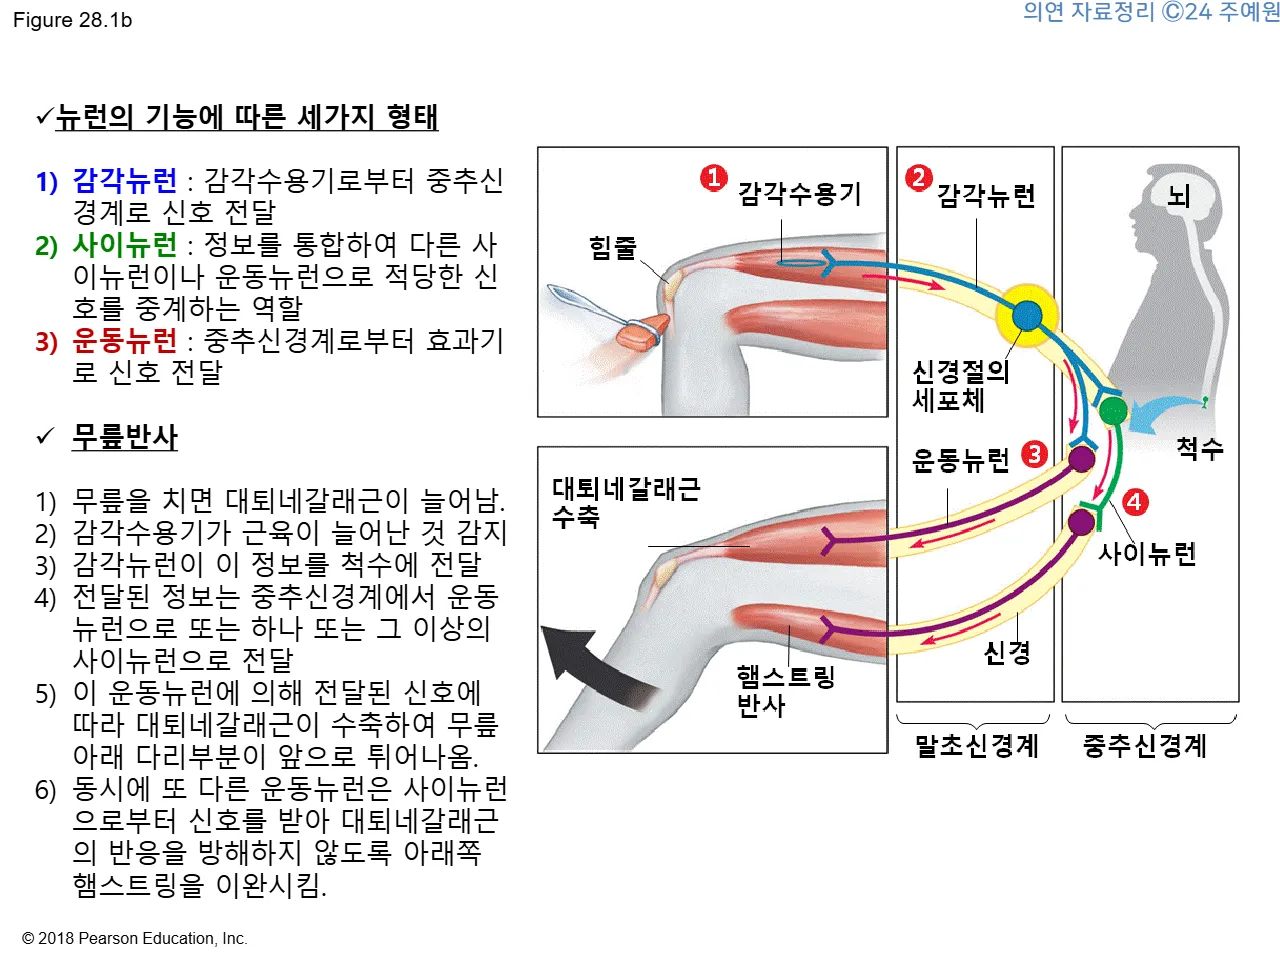 Figure 28.1b
의연 자료정리 ©24 주예원
✓뉴런의 기능에 따른 세가지 형태
1) 감각뉴런 : 감각수용기로부터 중추신
경계로 신호 전달
2) 사이뉴런 : 정보를 통합하여 다른 사
이뉴런이나 운동뉴런으로 적당한 신
호를 중계하는 역할
3) 운동뉴런 : 중추신경계로부터 효과기
로 신호 전달
✓ 무릎반사
1) 무릎을 치면 대퇴네갈래근이 늘어남.
2) 감각수용기가 근육이 늘어난 것 감지
3) 감각뉴런이 이 정보를 척수에 전달
4) 전달된 정보는 중추신경계에서 운동
뉴런으로 또는 하나 또는 그 이상의
사이뉴런으로 전달
5) 이 운동뉴런에 의해 전달된 신호에
따라 대퇴네갈래근이 수축하여 무릎
아래 다리부분이 앞으로 튀어나옴.
6) 동시에 또 다른 운동뉴런은 사이뉴런
으로부터 신호를 받아 대퇴네갈래근
의 반응을 방해하지 않도록 아래쪽
햄스트링을 이완시킴.
1 감각수용기
힘줄
2 감각뉴런
뇌
신경절의
세포체
척수
운동뉴런 3
대퇴네갈래근
수축
4
사이뉴런
신경
햄스트링
반사
말초신경계
중추신경계
© 2018 Pearson Education, Inc.